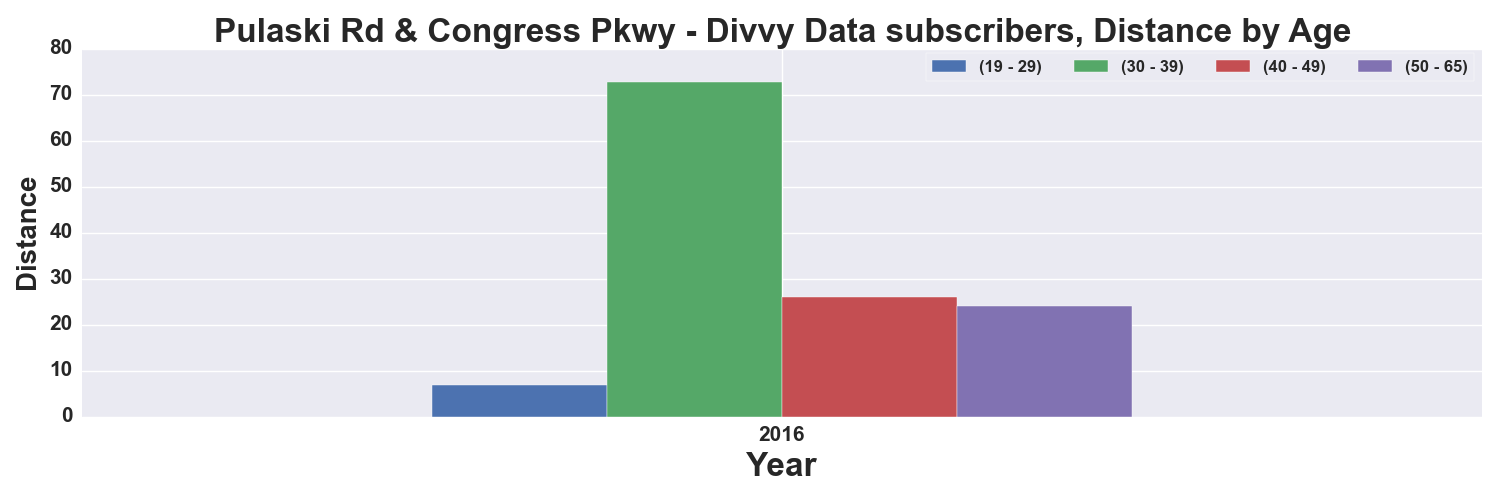 Pulaski Rd & Congress Pkwy - Divvy Data subscribers, Distance by Age
(19 - 29) (30 - 39) (40 - 49) (50 - 65)
80
70
60
50
40
30
20
10
0
Distance
2016
Year